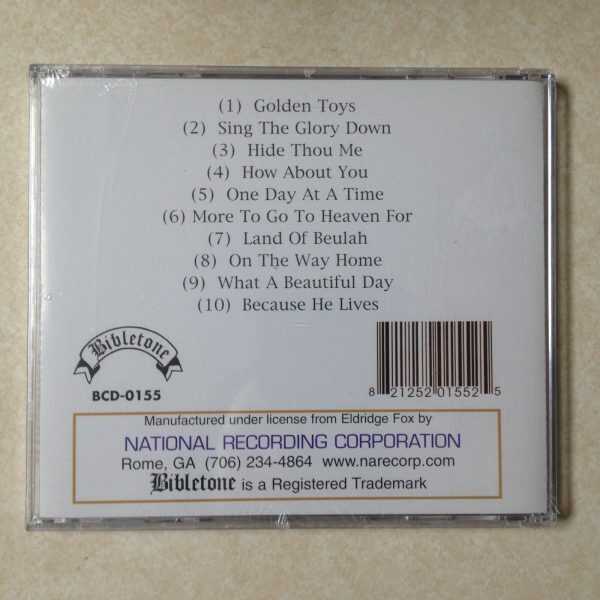 (1) Golden Toys
(2) Sing The Glory Down
(3) Hide Thou Me
(4) How About You
(5) One Day At A Time
(6) More To Go To Heaven For
(7) Land Of Beulah
(8) On The Way Home
(9) What A Beautiful Day
(10) Because He Lives
Bibletone
BCD-0155
8 21252 01552 5
Manufactured under license from Eldridge Fox by
NATIONAL RECORDING CORPORATION
Rome, GA (706) 234-4864 www.narecorp.com
Bibletone is a Registered Trademark